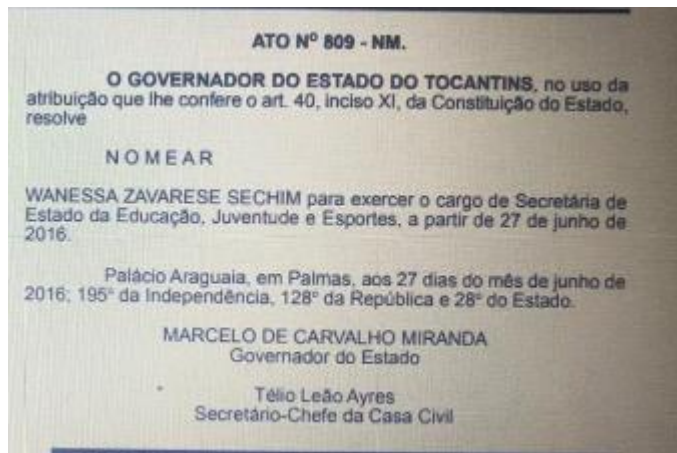 ATO Nº 809 - NM.
O GOVERNADOR DO ESTADO DO TOCANTINS, no uso da
atribuição que lhe confere o art. 40, inciso XI, da Constituição do Estado,
resolve
N O M E A R
WANESSA ZAVARESE SECHIM para exercer o cargo de Secretária de
Estado da Educação, Juventude e Esportes, a partir de 27 de junho de
2016.
Palácio Araguaia, em Palmas, aos 27 dias do mês de junho de
2016; 195º da Independência, 128º da República e 28º do Estado.
MARCELO DE CARVALHO MIRANDA
Governador do Estado
Télio Leão Ayres
Secretário-Chefe da Casa Civil